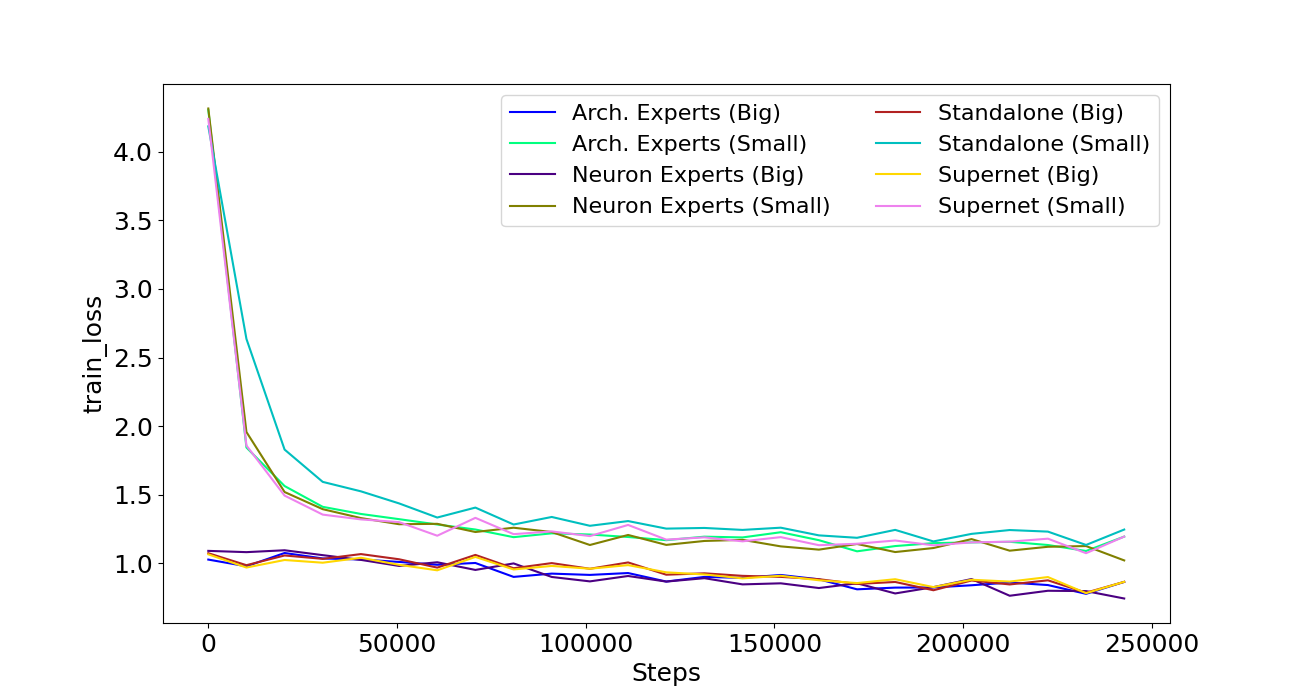 Arch. Experts (Big)
Arch. Experts (Small)
Neuron Experts (Big)
Neuron Experts (Small)
Standalone (Big)
Standalone (Small)
Supernet (Big)
Supernet (Small)
train_loss
4.0
3.5
3.0
2.5
2.0
1.5
1.0
0 50000 100000 150000 200000 250000
Steps